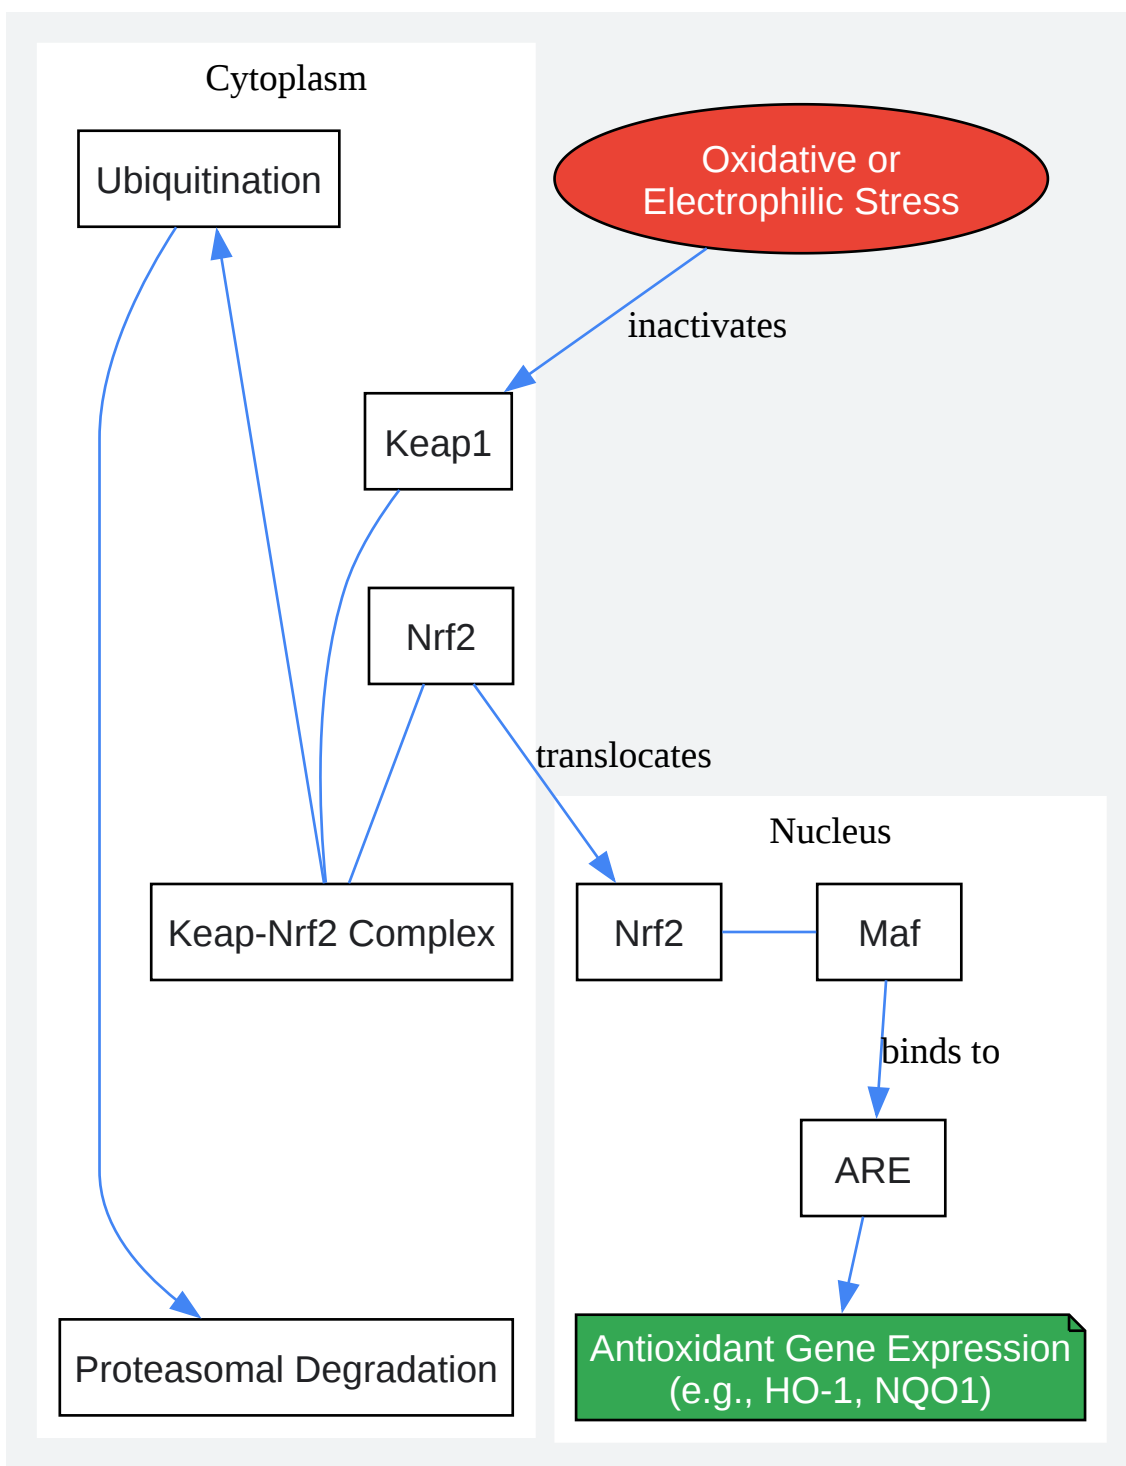 Cytoplasm
Ubiquitination
Oxidative or
Electrophilic Stress
inactivates
Keap1
Nrf2
translocates
Nucleus
Keap-Nrf2 Complex
Nrf2
Maf
binds to
ARE
Proteasomal Degradation
Antioxidant Gene Expression
(e.g., HO-1, NQO1)